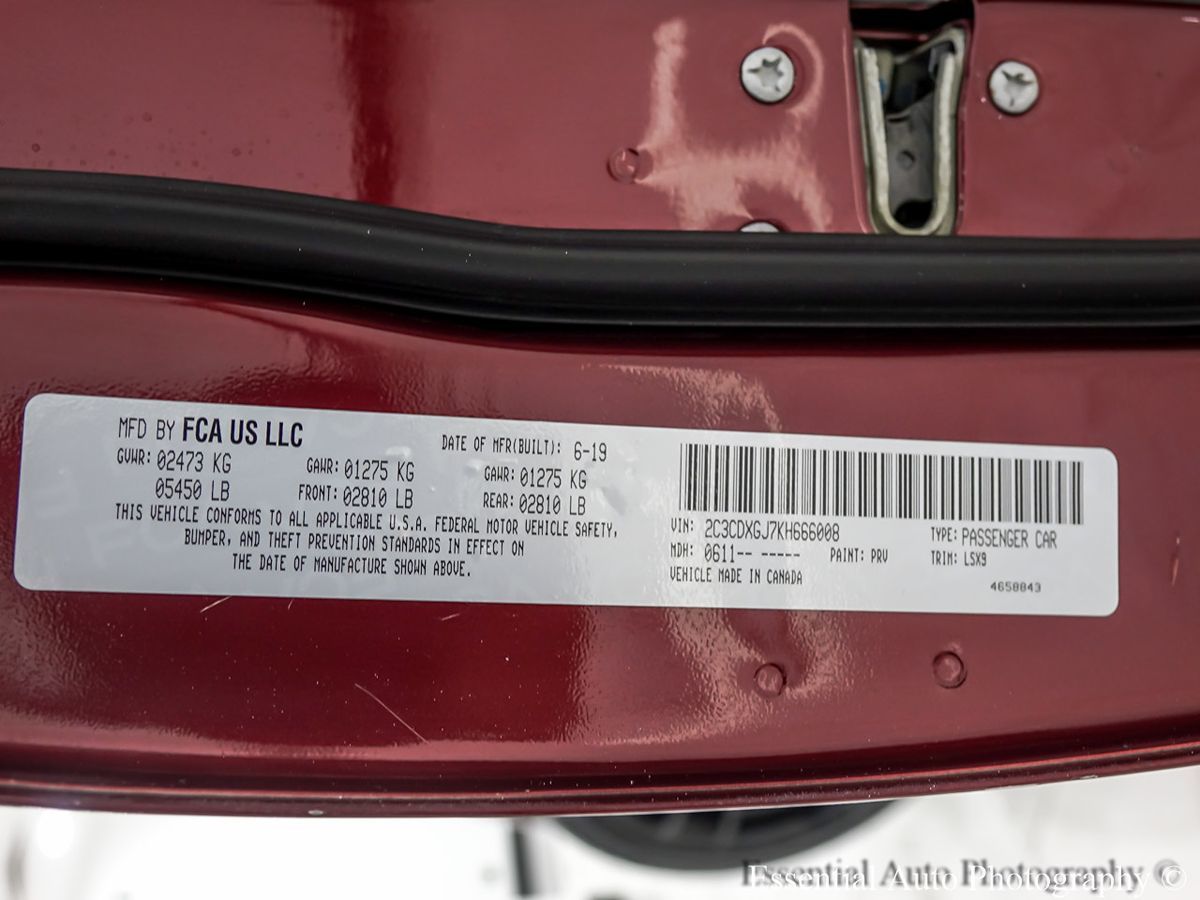 MFD BY FCA US LLC
DATE OF MFR(BUILT): 6-19
GVWR: 02473 KG GAWR: 01275 KG GAWR: 01275 KG
05450 LB FRONT: 02810 LB REAR: 02810 LB
THIS VEHICLE CONFORMS TO ALL APPLICABLE U.S.A. FEDERAL MOTOR VEHICLE SAFETY,
BUMPER, AND THEFT PREVENTION STANDARDS IN EFFECT ON
THE DATE OF MANUFACTURE SHOWN ABOVE.
VIN: 2C3CDXGJ7KH666008 TYPE: PASSENGER CAR
MDH: 0611-- ----- PAINT: PRV TRIM: LSX9
VEHICLE MADE IN CANADA
4658843
Essential Auto Photography ©